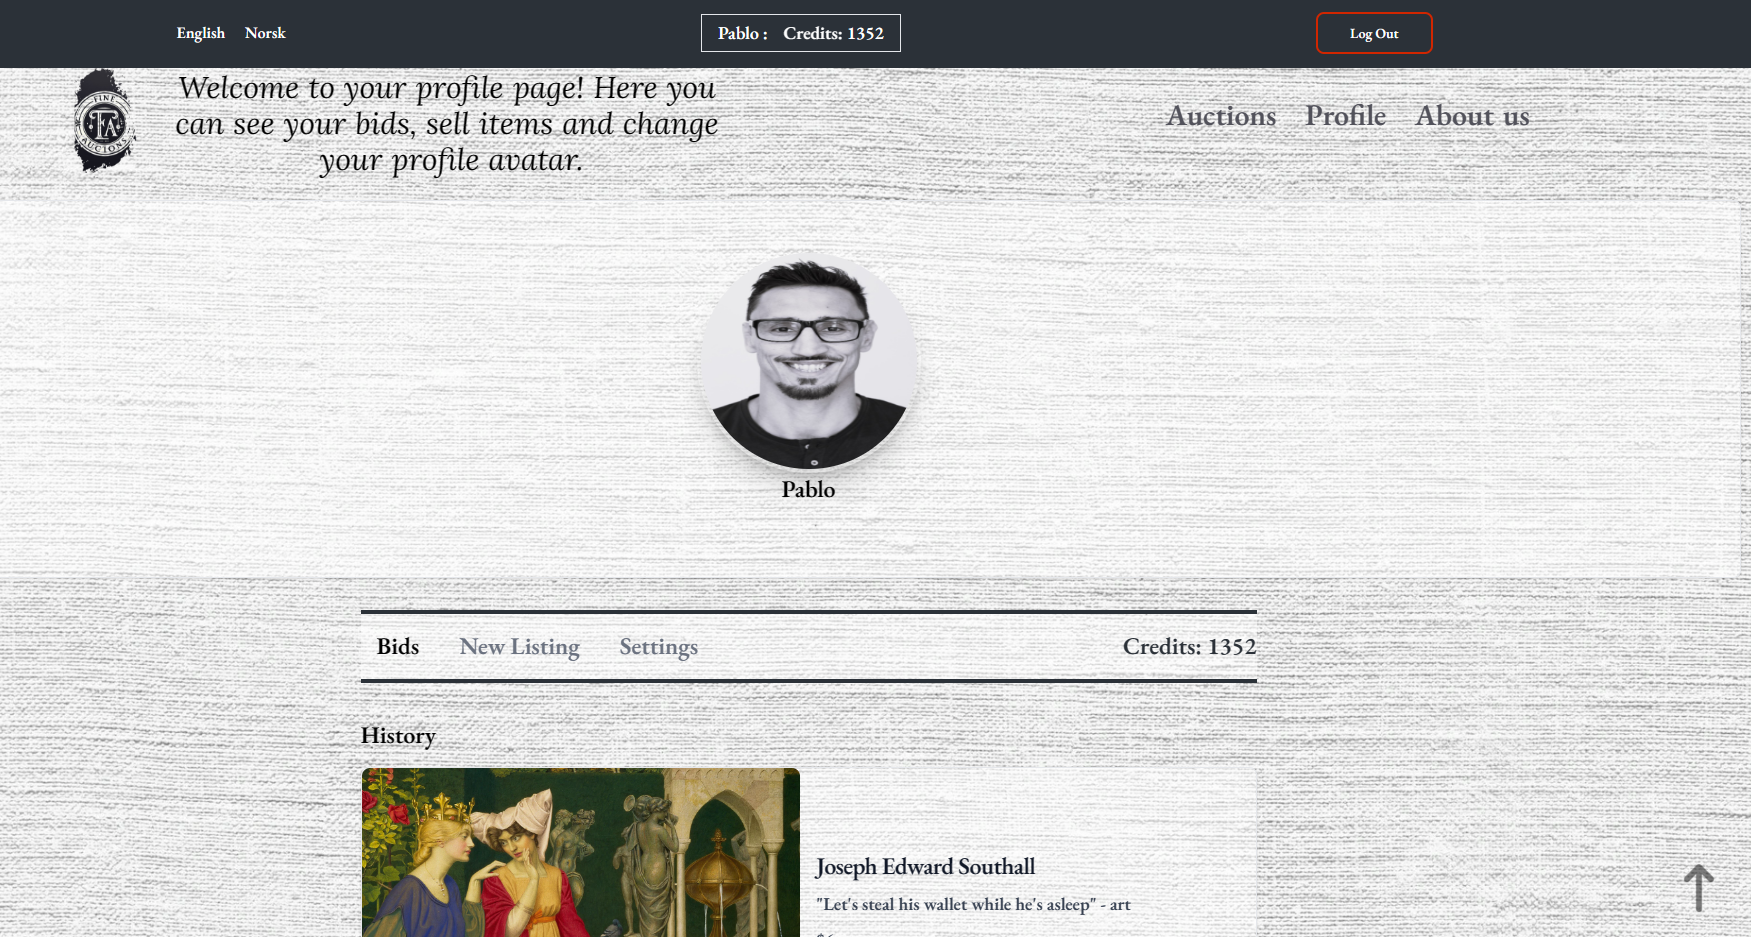 English Norsk
Pablo : Credits: 1352
Log Out
FINE
TFA
AUCTIONS
Welcome to your profile page! Here you
can see your bids, sell items and change
your profile avatar.
Auctions Profile About us
Pablo
Bids New Listing Settings
Credits: 1352
History
Joseph Edward Southall
"Let's steal his wallet while he's asleep" - art